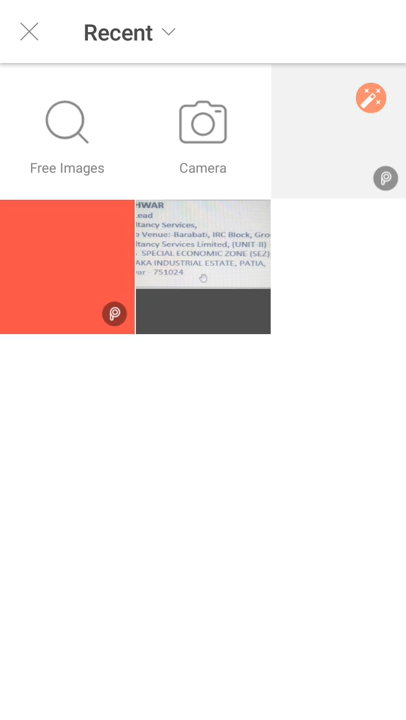 Recent
Free Images
Camera
HWAR
ead
ltancy Services,
o Venue:-Barabati, IRC Block, Gro
ltancy Services Limited, (UNIT-II)
SPECIAL ECONOMIC ZONE (SEZ)
AKA INDUSTRIAL ESTATE, PATIA,
ar - 751024